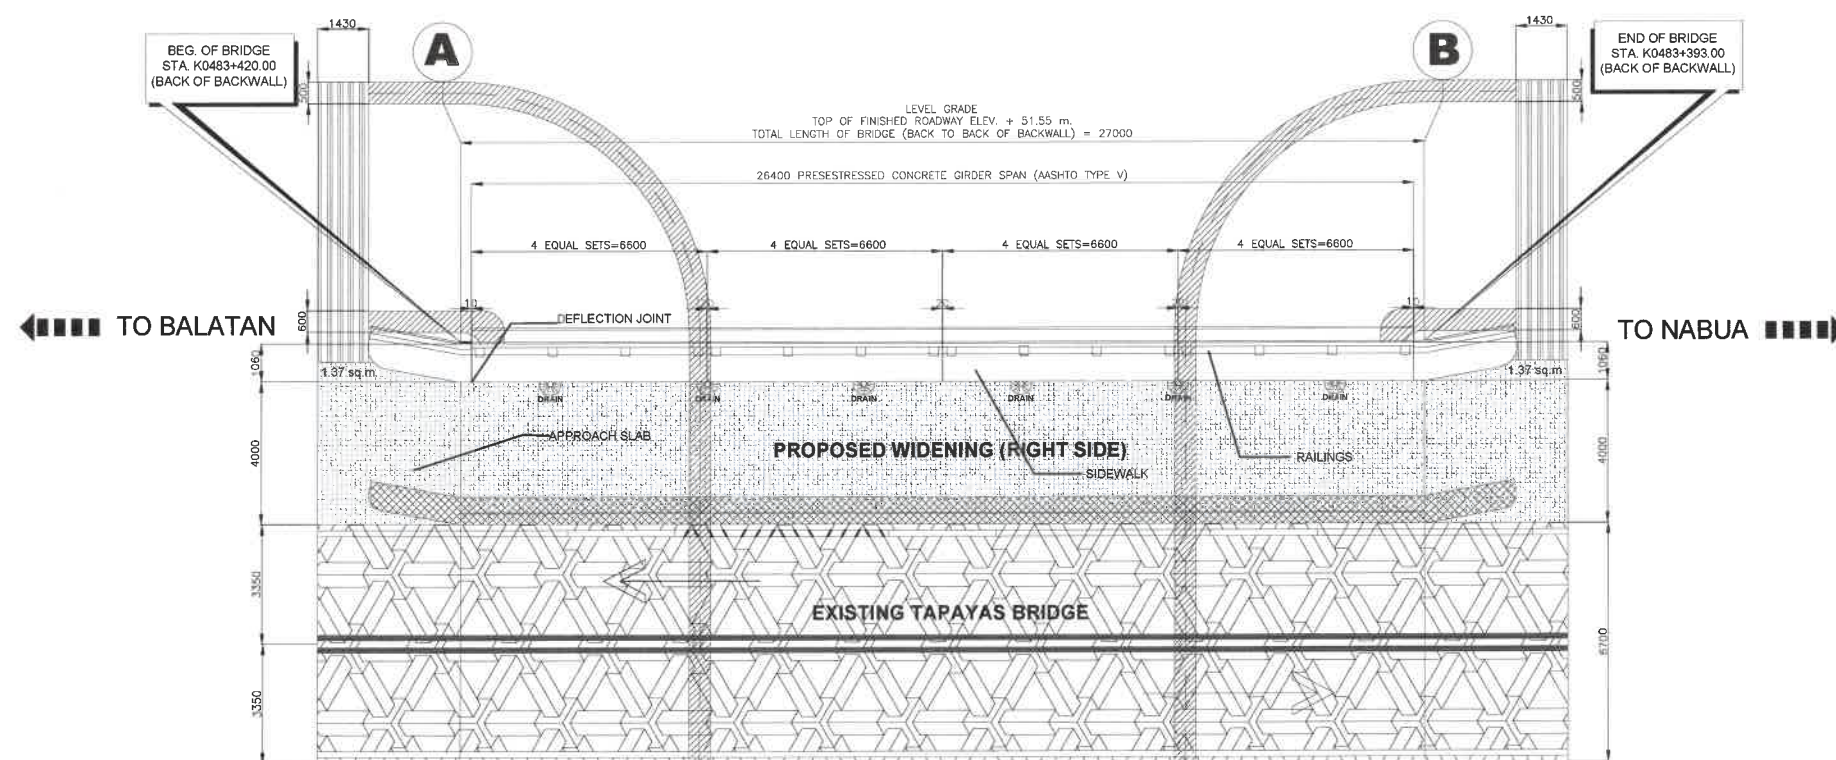 1430
1430
A
B
BEG. OF BRIDGE
STA. K0483+420.00
(BACK OF BACKWALL)
END OF BRIDGE
STA. K0483+393.00
(BACK OF BACKWALL)
500
500
LEVEL GRADE
TOP OF FINISHED ROADWAY ELEV. + 51.55 m.
TOTAL LENGTH OF BRIDGE (BACK TO BACK OF BACKWALL) = 27000
26400 PRESESTRESSED CONCRETE GIRDER SPAN (AASHTO TYPE V)
4 EQUAL SETS=6600
4 EQUAL SETS=6600
4 EQUAL SETS=6600
4 EQUAL SETS=6600
10
10
600
600
TO BALATAN
DEFLECTION JOINT
TO NABUA
1060
1060
1.37 sq.m.
1.37 sq.m
DRAIN
DRAIN
DRAIN
DRAIN
DRAIN
DRAIN
4000
4000
APPROACH SLAB
PROPOSED WIDENING (RIGHT SIDE)
RAILINGS
SIDEWALK
3350
EXISTING TAPAYAS BRIDGE
6700
3350